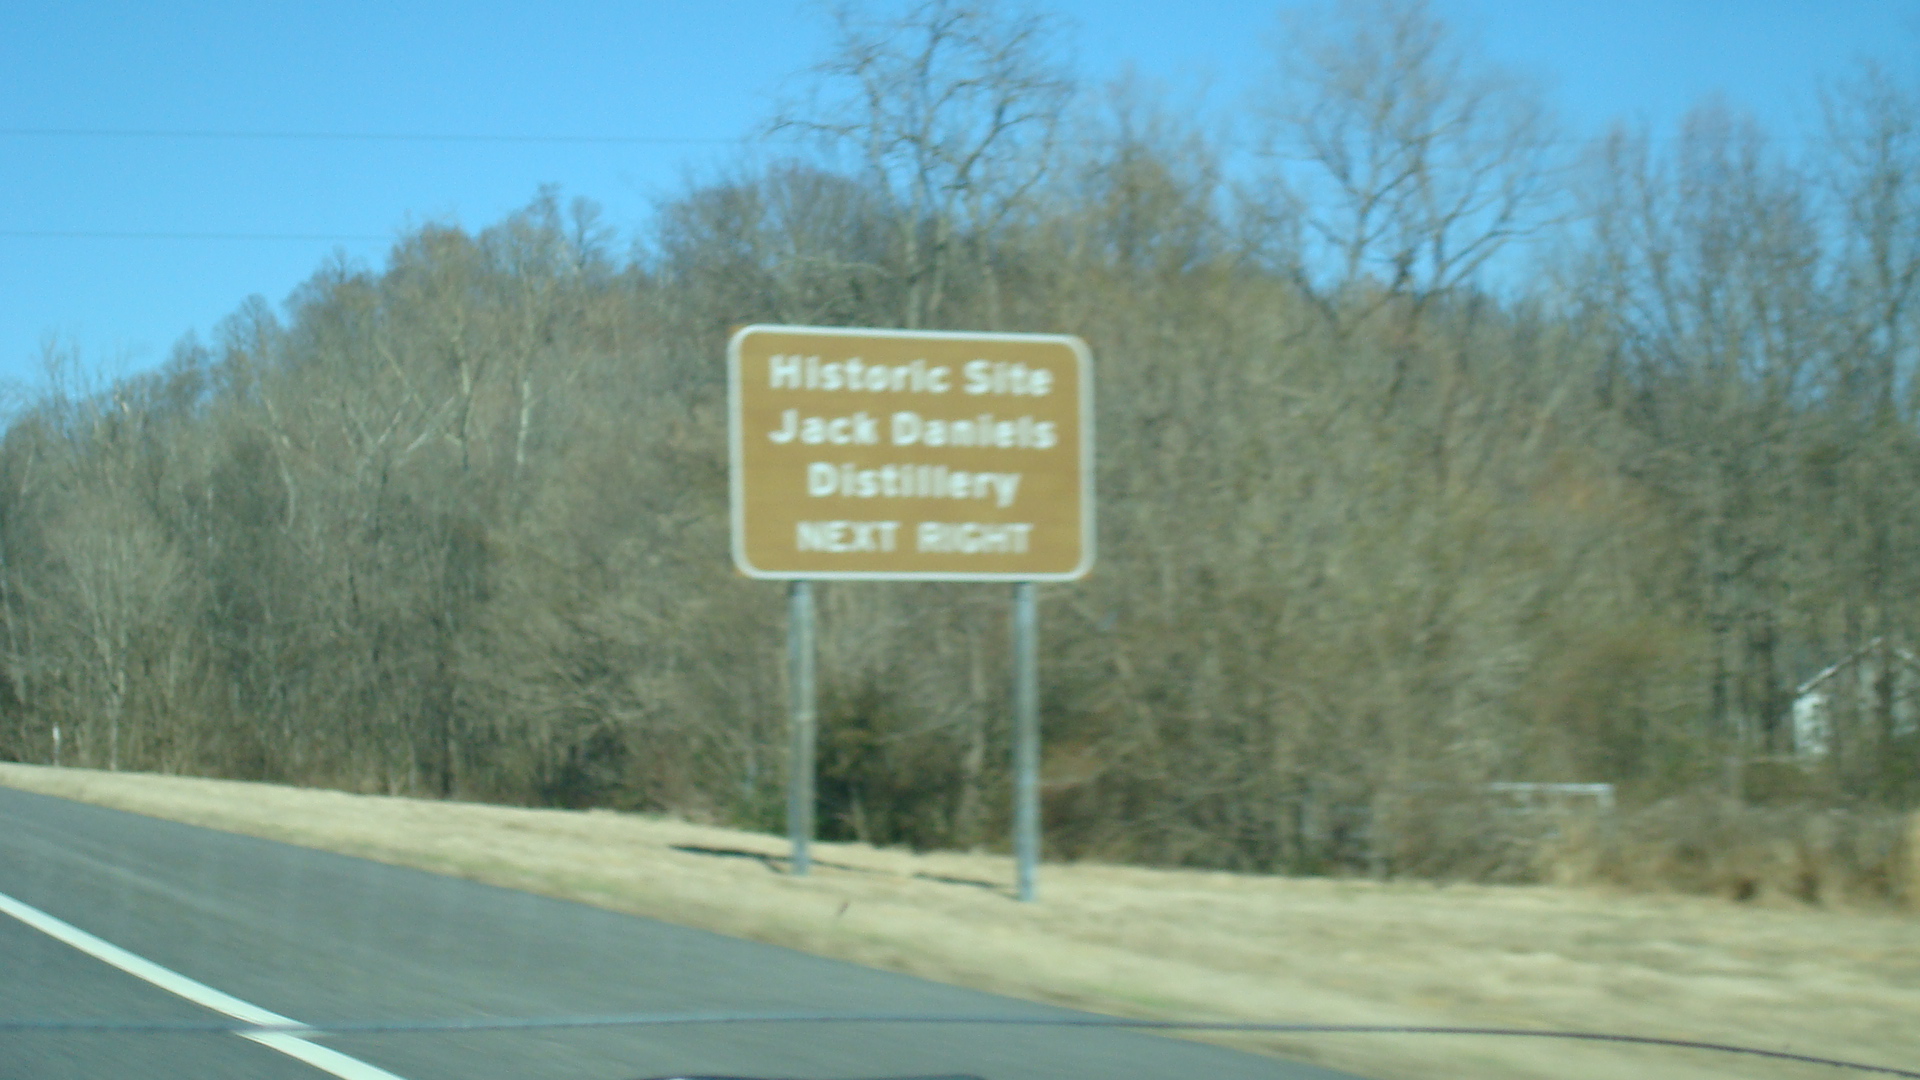 Historic Site
Jack Daniels
Distillery
NEXT RIGHT